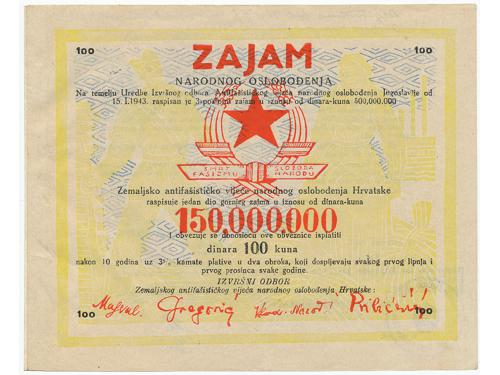 100 ZAJAM 100
NARODNOG OSLOBOĐENJA
Na temelju Uredbe Izvršnog odbora Antifašističkog vijeća narodnog oslobođenja Jugoslavije od
15.I.1943. raspisan je 3-postotni zajam u iznosu od dinara-kuna 500,000.000
SMRT FAŠIZMU SLOBODA NARODU
Zemaljsko antifašističko vijeće narodnog oslobođenja Hrvatske
raspisuje jedan dio gornjeg zajma u iznosu od dinara-kuna
150,000.000
i obvezuje se donosiocu ove obveznice isplatiti
dinara 100 kuna
nakon 10 godina uz 3%, kamate plative u dva obroka, koji dospijevaju svakog prvog lipnja i
prvog prosinca svake godine.
IZVRŠNI ODBOR
Zemaljskog antifašističkog vijeća narodnog oslobođenja Hrvatske :
100 Gregorić 100